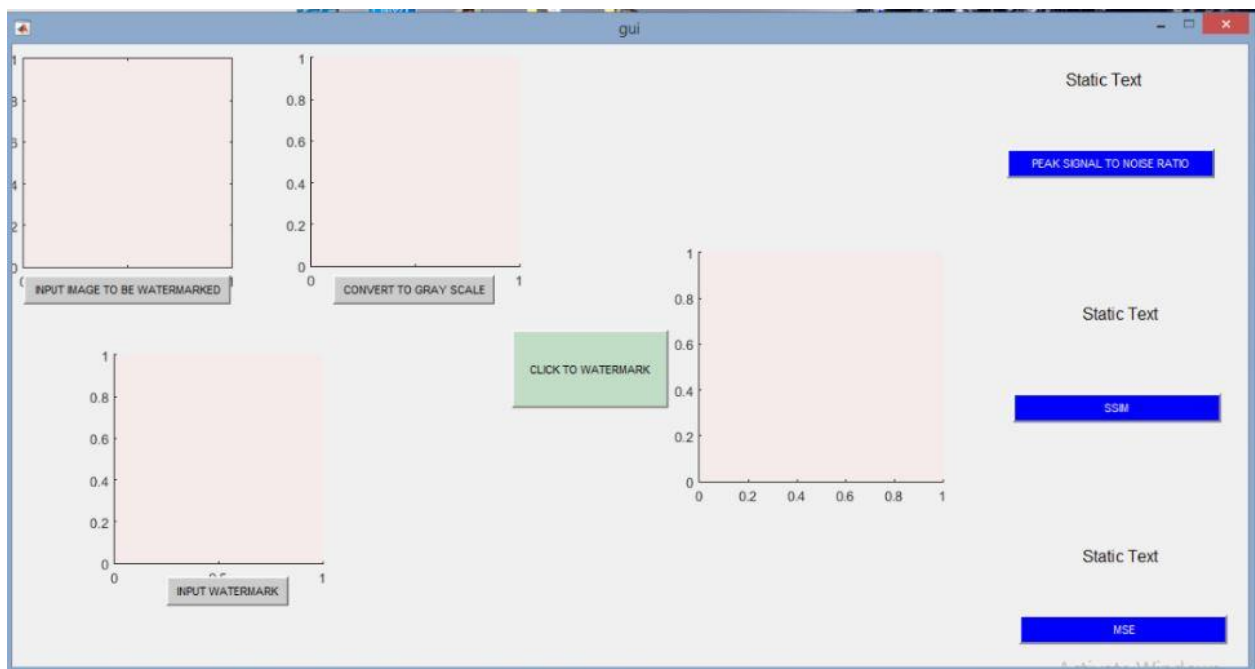 gui
1
0.8
0.6
0.4
0.2
0
1
Static Text
PEAK SIGNAL TO NOISE RATIO
0
1
INPUT IMAGE TO BE WATERMARKED
CONVERT TO GRAY SCALE
1
0.8
0.6
0.4
0.2
0
0 0.2 0.4 0.6 0.8 1
Static Text
CLICK TO WATERMARK
1
0.8
0.6
0.4
0.2
0
0 1
SSIM
INPUT WATERMARK
Static Text
MSE